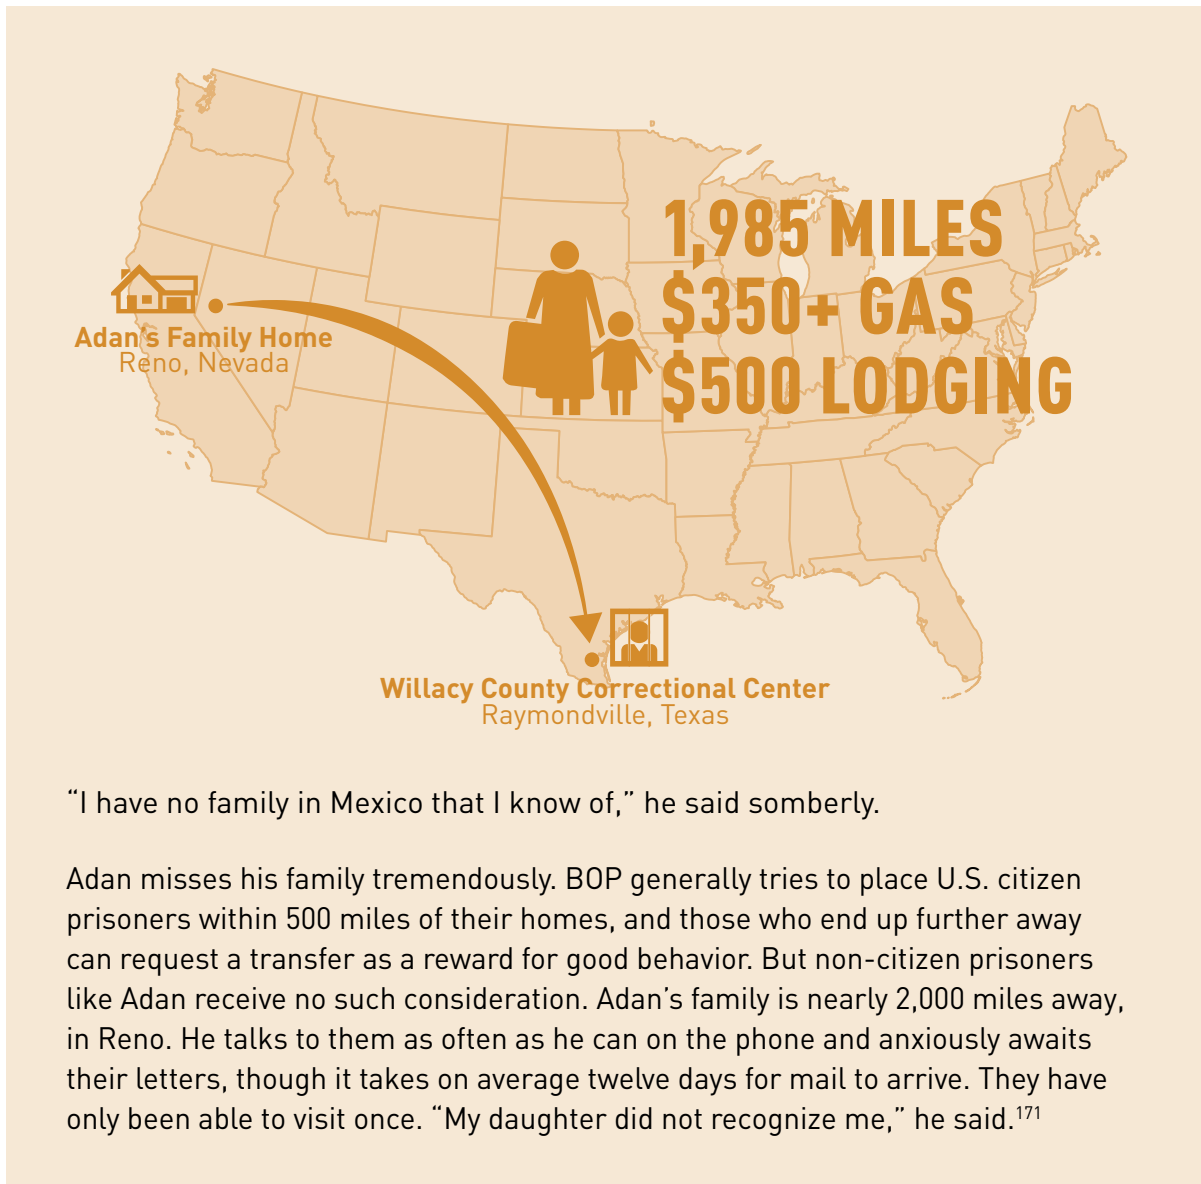 1,985 MILES
$350+ GAS
$500 LODGING
Adan’s Family Home
Reno, Nevada
Willacy County Correctional Center
Raymondville, Texas
“I have no family in Mexico that I know of,” he said somberly.
Adan misses his family tremendously. BOP generally tries to place U.S. citizen
prisoners within 500 miles of their homes, and those who end up further away
can request a transfer as a reward for good behavior. But non-citizen prisoners
like Adan receive no such consideration. Adan’s family is nearly 2,000 miles away,
in Reno. He talks to them as often as he can on the phone and anxiously awaits
their letters, though it takes on average twelve days for mail to arrive. They have
only been able to visit once. “My daughter did not recognize me,” he said.171